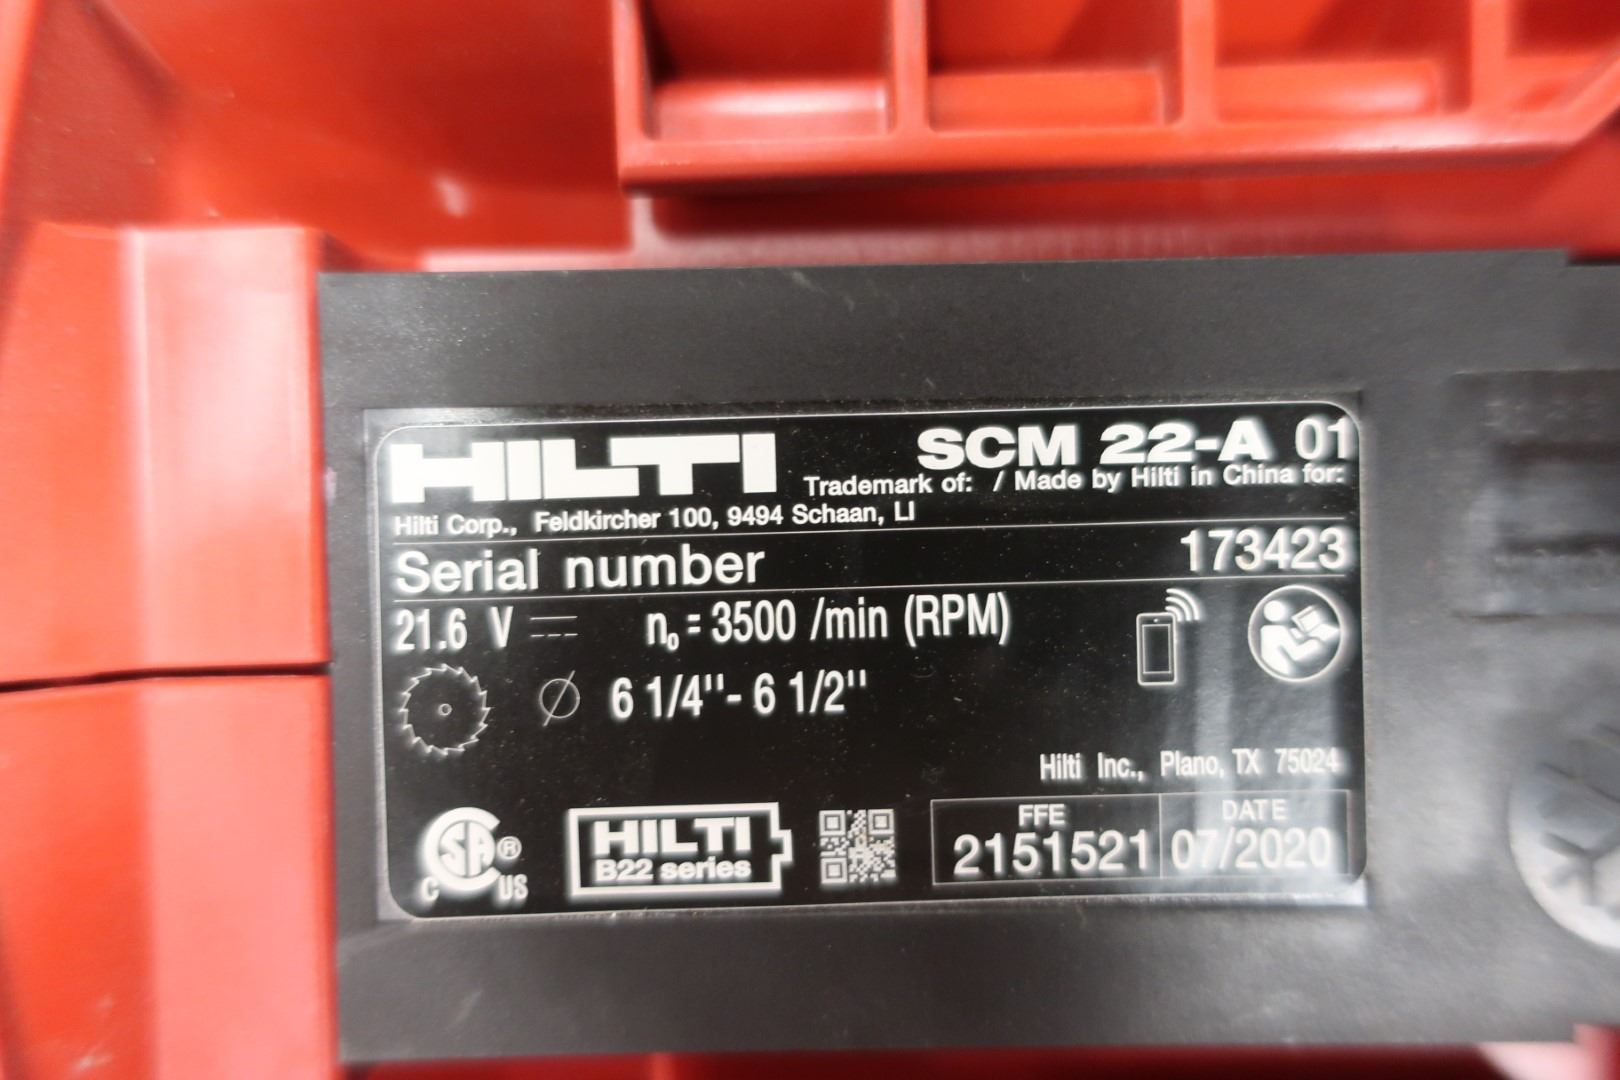 HILTI SCM 22-A 01
Trademark of: / Made by Hilti in China for:
Hilti Corp., Feldkircher 100, 9494 Schaan, LI
Serial number 173423
21.6 V n₀ = 3500 /min (RPM)
Ø 6 1/4''- 6 1/2''
Hilti Inc., Plano, TX 75024
C SA ® C US
HILTI
B22 series
FFE DATE
2151521 07/2020